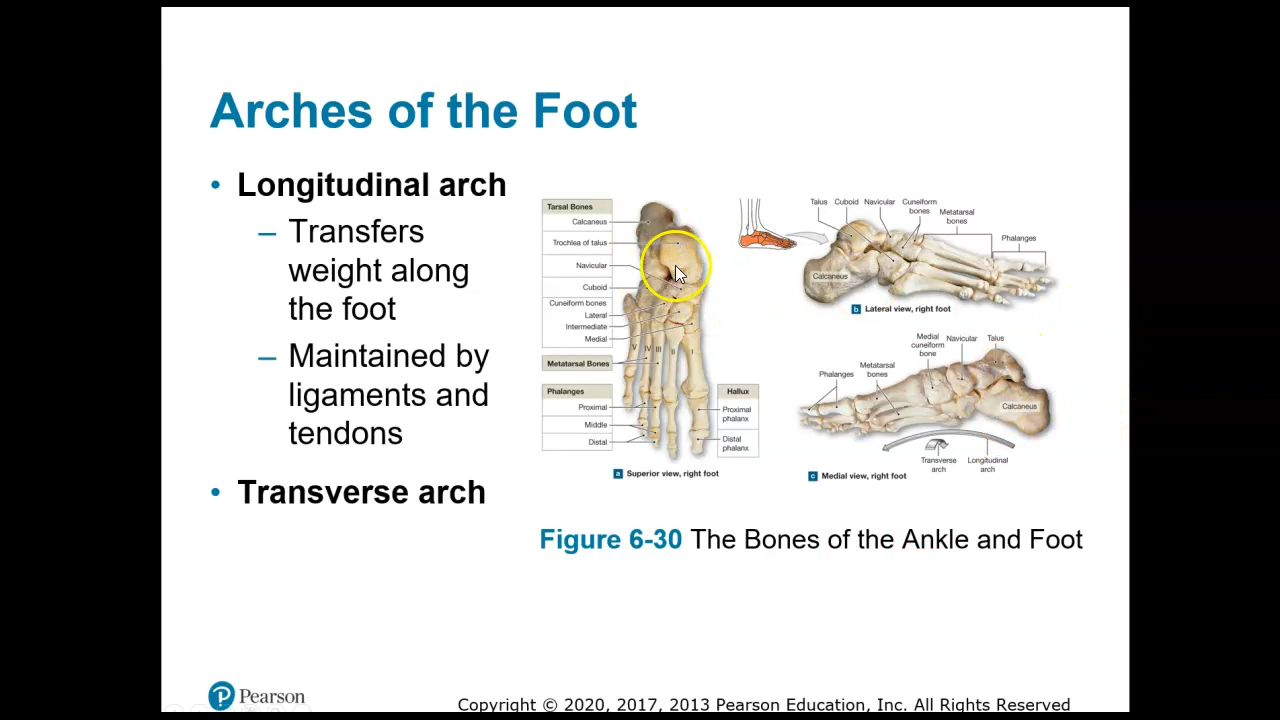 Arches of the Foot
• Longitudinal arch
– Transfers
weight along
the foot
– Maintained by
ligaments and
tendons
• Transverse arch
Tarsal Bones
Calcaneus
Trochlea of talus
Navicular
Cuboid
Cuneiform bones
Lateral
Intermediate
Medial
V IV III II I
Metatarsal Bones
Phalanges
Proximal
Middle
Distal
Hallux
Proximal
phalanx
Distal
phalanx
a Superior view, right foot
Talus Cuboid Navicular Cuneiform
bones
Metatarsal
bones
Phalanges
Calcaneus
b Lateral view, right foot
Medial
cuneiform
bone
Navicular Talus
Metatarsal
bones
Phalanges
Calcaneus
Transverse
arch
Longitudinal
arch
c Medial view, right foot
Figure 6-30 The Bones of the Ankle and Foot
P Pearson
Copyright © 2020, 2017, 2013 Pearson Education, Inc. All Rights Reserved